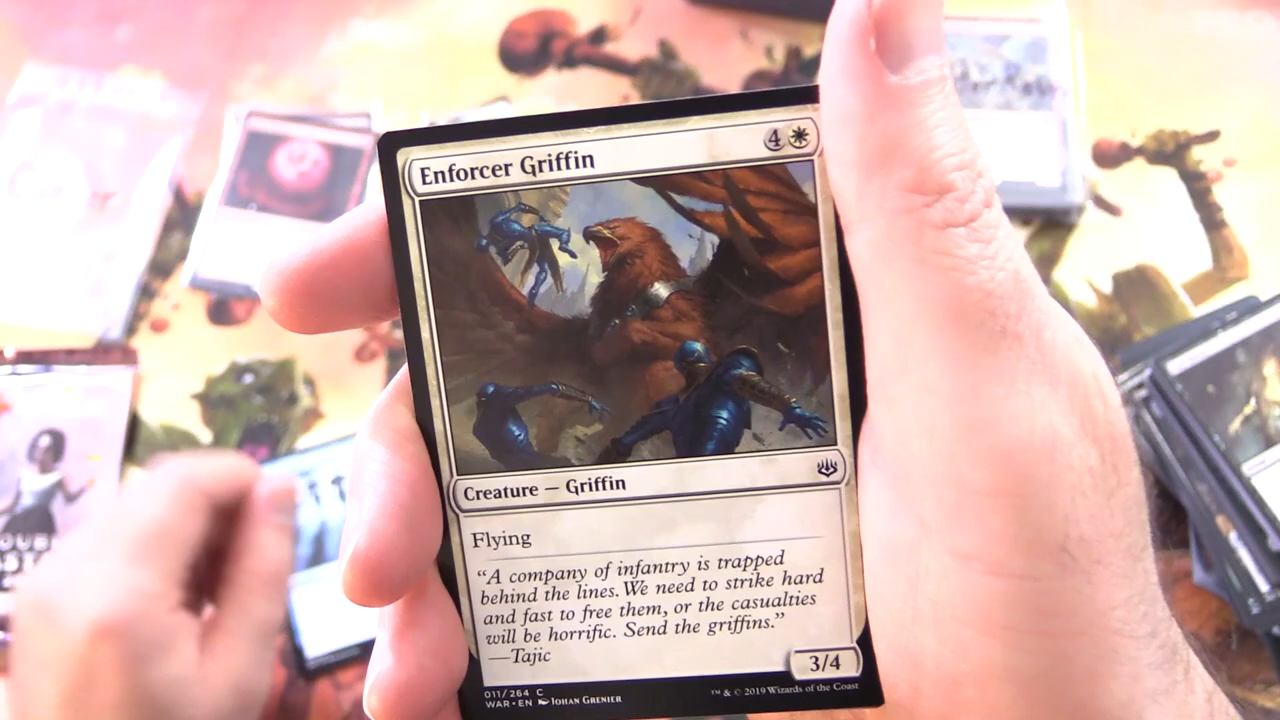 Enforcer Griffin
4
Creature — Griffin
Flying
“A company of infantry is trapped
behind the lines. We need to strike hard
and fast to free them, or the casualties
will be horrific. Send the griffins.”
—Tajic
3/4
011/264 C
WAR • EN Johan Grenier
™ & © 2019 Wizards of the Coast